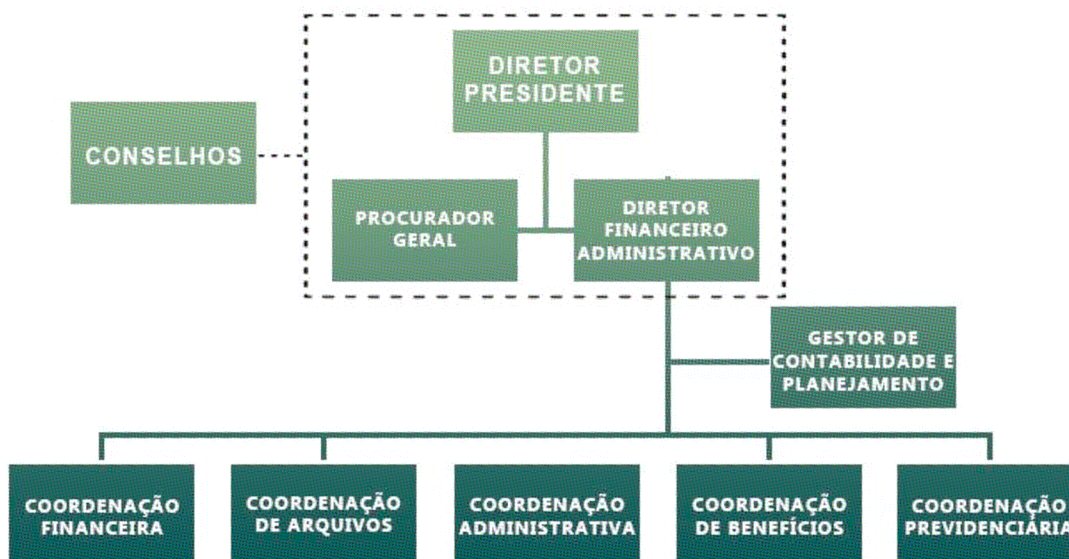 DIRETOR
PRESIDENTE
CONSELHOS
PROCURADOR
GERAL
DIRETOR
FINANCEIRO
ADMINISTRATIVO
GESTOR DE
CONTABILIDADE E
PLANEJAMENTO
COORDENAÇÃO
FINANCEIRA
COORDENAÇÃO
DE ARQUIVOS
COORDENAÇÃO
ADMINISTRATIVA
COORDENAÇÃO
DE BENEFÍCIOS
COORDENAÇÃO
PREVIDENCIÁRIA